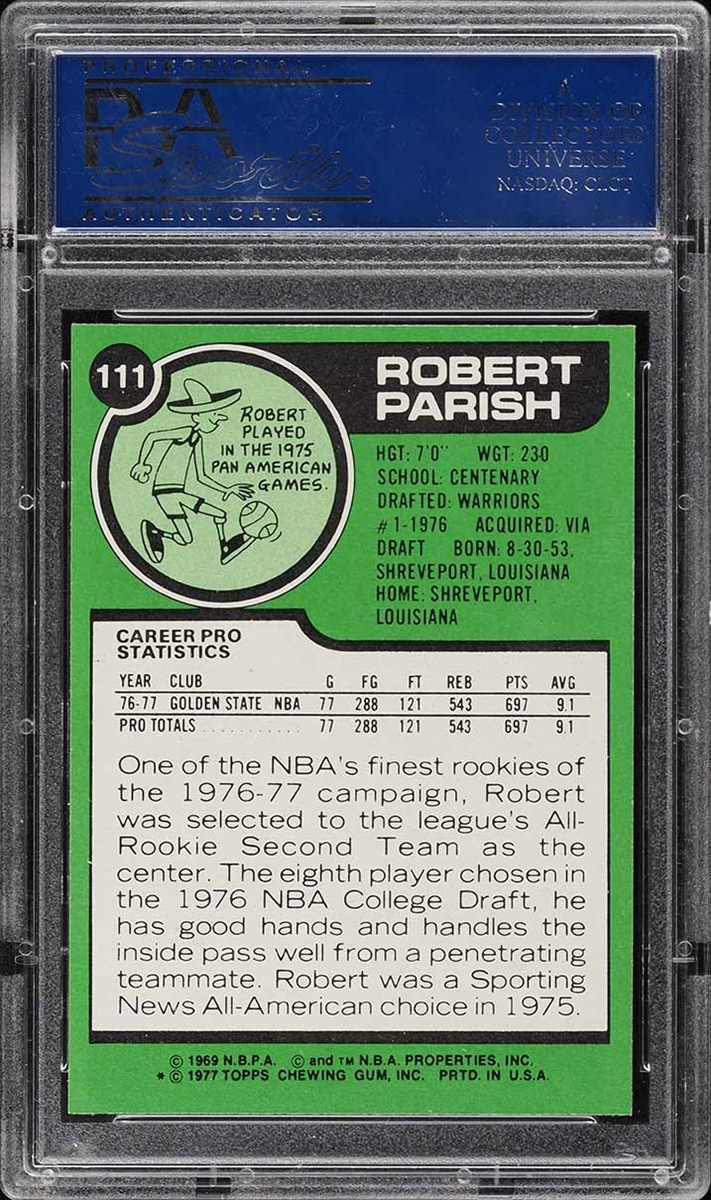 PROFESSIONAL
PSA
Sports
AUTHENTICATOR
A
DIVISION OF
COLLECTORS
UNIVERSE
NASDAQ: CLCT
111
ROBERT
PARISH
ROBERT
PLAYED
IN THE 1975
PAN AMERICAN
GAMES.
HGT: 7'0" WGT: 230
SCHOOL: CENTENARY
DRAFTED: WARRIORS
#1-1976 ACQUIRED: VIA
DRAFT BORN: 8-30-53,
SHREVEPORT, LOUISIANA
HOME: SHREVEPORT,
LOUISIANA
CAREER PRO
STATISTICS
YEAR CLUB G FG FT REB PTS AVG
76-77 GOLDEN STATE NBA 77 288 121 543 697 9.1
PRO TOTALS ........... 77 288 121 543 697 9.1
One of the NBA's finest rookies of
the 1976-77 campaign, Robert
was selected to the league's All-
Rookie Second Team as the
center. The eighth player chosen in
the 1976 NBA College Draft, he
has good hands and handles the
inside pass well from a penetrating
teammate. Robert was a Sporting
News All-American choice in 1975.
© 1969 N.B.P.A. © and TM N.B.A. PROPERTIES, INC.
* © 1977 TOPPS CHEWING GUM, INC. PRTD. IN U.S.A.